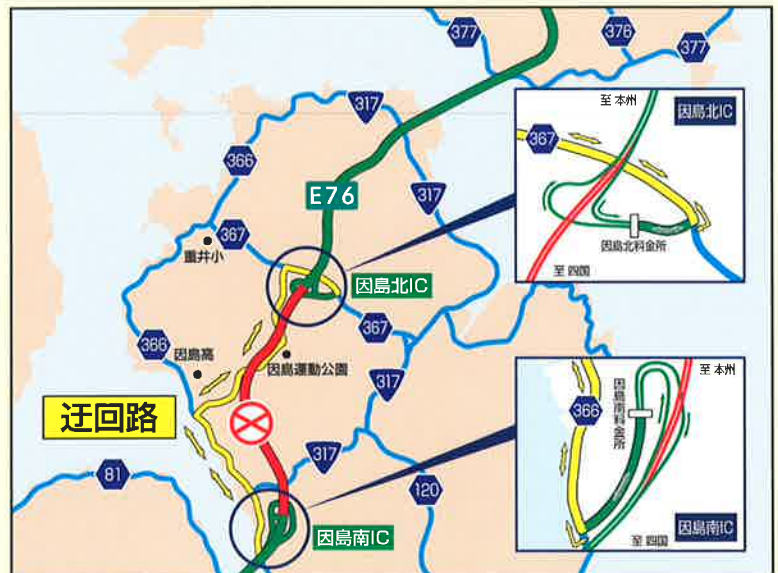 377
376
377
317
366
E76
317
367
重井小
因島北IC
366
因島高
367
因島運動公園
317
迂回路
317
81
120
因島南IC
至 本州
因島北IC
367
因島北料金所
至 四国
至 本州
因島南料金所
366
因島南IC
至 四国